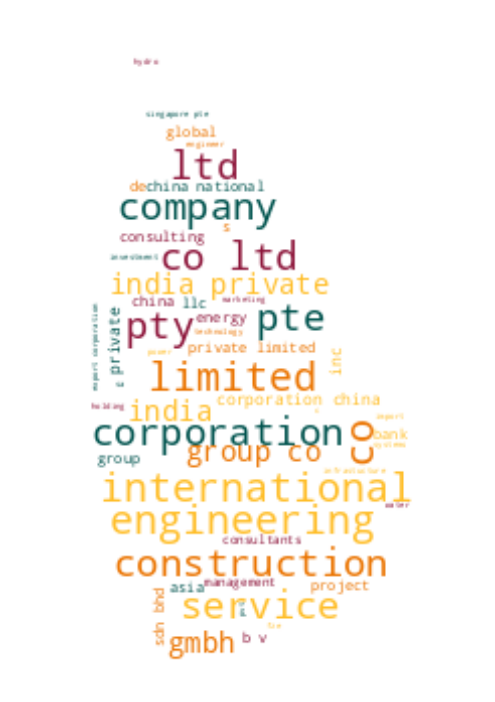 hydro
singapore pte
global
engineer
ltd
de
china national
company
s
consulting
investment
co ltd
india private
china
llc
marketing
export corporation
private
pty
energy
pte
technology
power
private limited
inc
c
limited
holding
india
corporation china
import
corporation
co
bank
systems
group co
group
infrastructure
international
water
engineering
consultants
construction
asia
management
project
sdn bhd
service
gmbh
b v